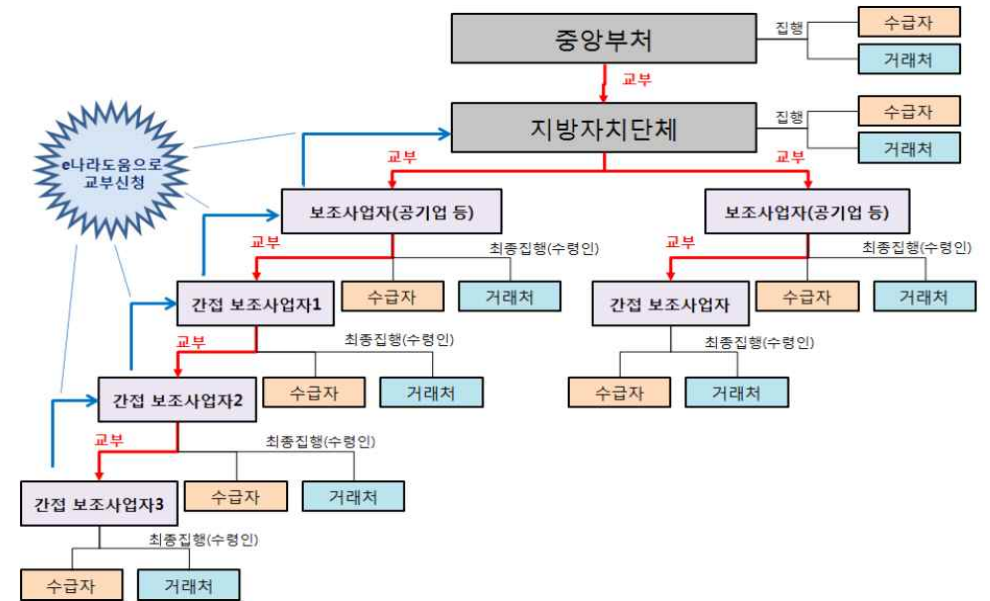 중앙부처
집행
수급자
거래처
교부
지방자치단체
집행
수급자
거래처
e나라도움으로
교부신청
교부
교부
보조사업자(공기업 등)
보조사업자(공기업 등)
교부
최종집행(수령인)
교부
최종집행(수령인)
간접 보조사업자1
수급자
거래처
간접 보조사업자
수급자
거래처
교부
최종집행(수령인)
최종집행(수령인)
간접 보조사업자2
수급자
거래처
수급자
거래처
교부
최종집행(수령인)
간접 보조사업자3
수급자
거래처
최종집행(수령인)
수급자
거래처